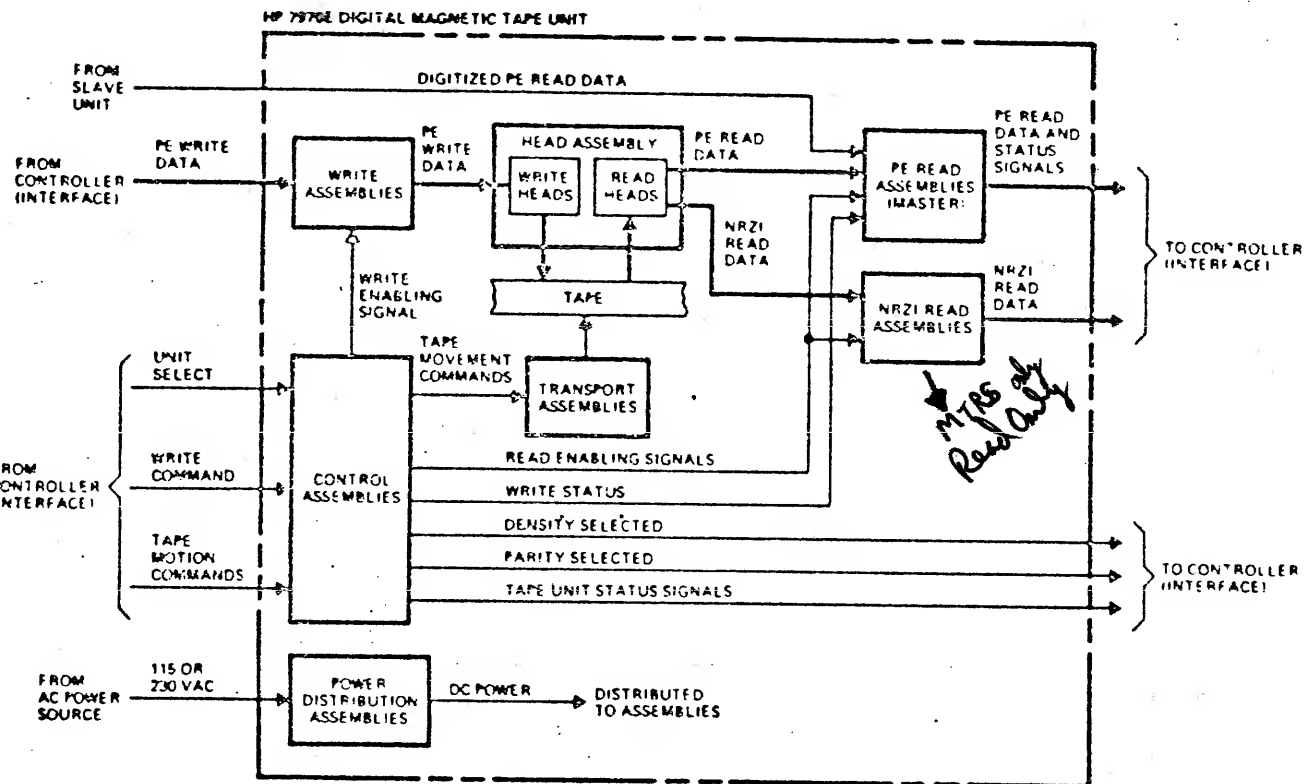 HP 7970E DIGITAL MAGNETIC TAPE UNIT
FROM
SLAVE
UNIT
DIGITIZED PE READ DATA
FROM
CONTROLLER
(INTERFACE)
PE WRITE
DATA
WRITE
ASSEMBLIES
PE
WRITE
DATA
HEAD ASSEMBLY
WRITE
HEADS
READ
HEADS
PE READ
DATA
NRZI
READ
DATA
PE READ
ASSEMBLIES
(MASTER)
PE READ
DATA AND
STATUS
SIGNALS
NRZI READ
ASSEMBLIES
NRZI
READ
DATA
TO CONTROLLER
(INTERFACE)
WRITE
ENABLING
SIGNAL
TAPE
TAPE
MOVEMENT
COMMANDS
TRANSPORT
ASSEMBLIES
MTRS only
Read Only
ROM
ONTROLLER
NTERFACE)
UNIT
SELECT
WRITE
COMMAND
TAPE
MOTION
COMMANDS
CONTROL
ASSEMBLIES
READ ENABLING SIGNALS
WRITE STATUS
DENSITY SELECTED
PARITY SELECTED
TAPE UNIT STATUS SIGNALS
TO CONTROLLER
(INTERFACE)
FROM
AC POWER
SOURCE
115 OR
230 VAC
POWER
DISTRIBUTION
ASSEMBLIES
DC POWER
DISTRIBUTED
TO ASSEMBLIES